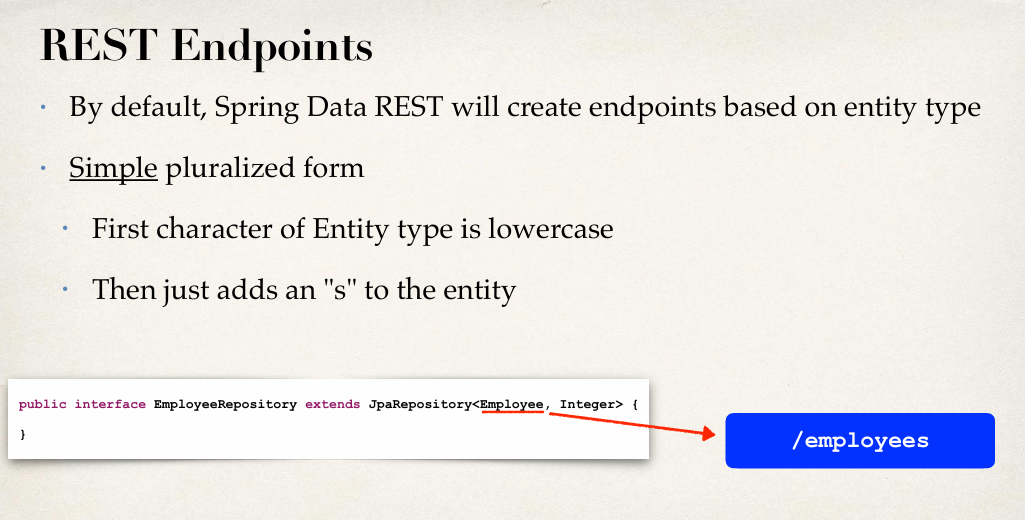 REST Endpoints
• By default, Spring Data REST will create endpoints based on entity type
• Simple pluralized form
• First character of Entity type is lowercase
• Then just adds an "s" to the entity
public interface EmployeeRepository extends JpaRepository<Employee, Integer> {
}
/employees